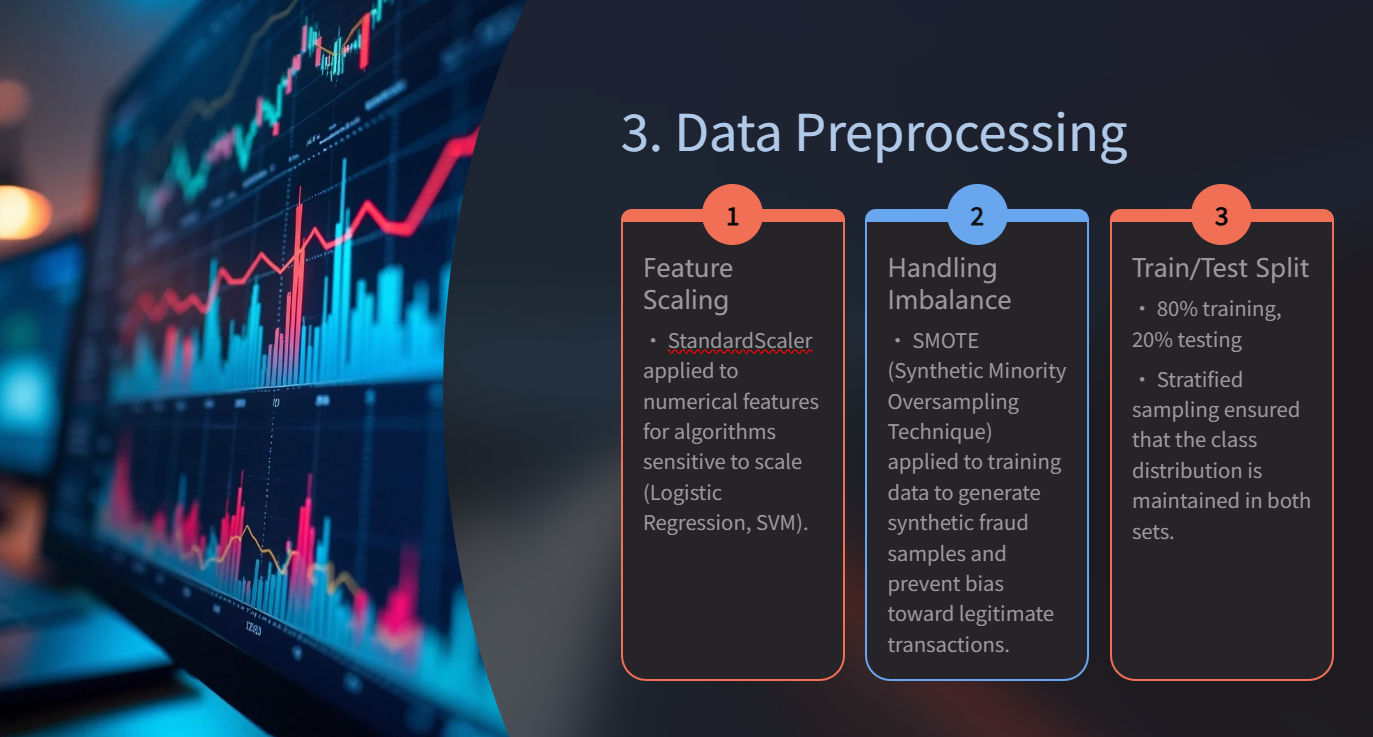 3. Data Preprocessing
1
Feature
Scaling
・ StandardScaler
applied to
numerical features
for algorithms
sensitive to scale
(Logistic
Regression, SVM).
2
Handling
Imbalance
・ SMOTE
(Synthetic Minority
Oversampling
Technique)
applied to training
data to generate
synthetic fraud
samples and
prevent bias
toward legitimate
transactions.
3
Train/Test Split
・ 80% training,
20% testing
・ Stratified
sampling ensured
that the class
distribution is
maintained in both
sets.